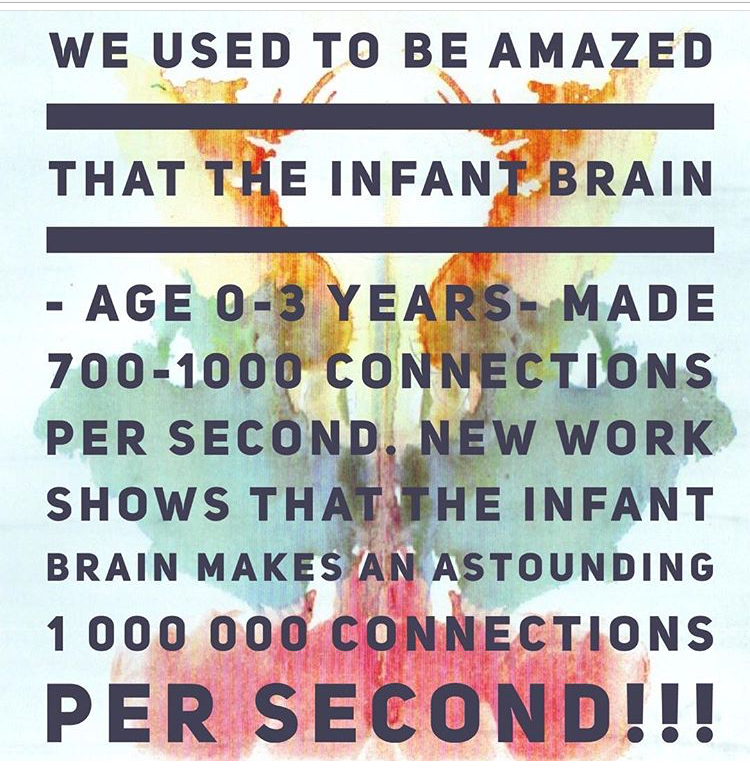 WE USED TO BE AMAZED
THAT THE INFANT BRAIN
- AGE 0-3 YEARS- MADE
700-1000 CONNECTIONS
PER SECOND. NEW WORK
SHOWS THAT THE INFANT
BRAIN MAKES AN ASTOUNDING
1 000 000 CONNECTIONS
PER SECOND!!!